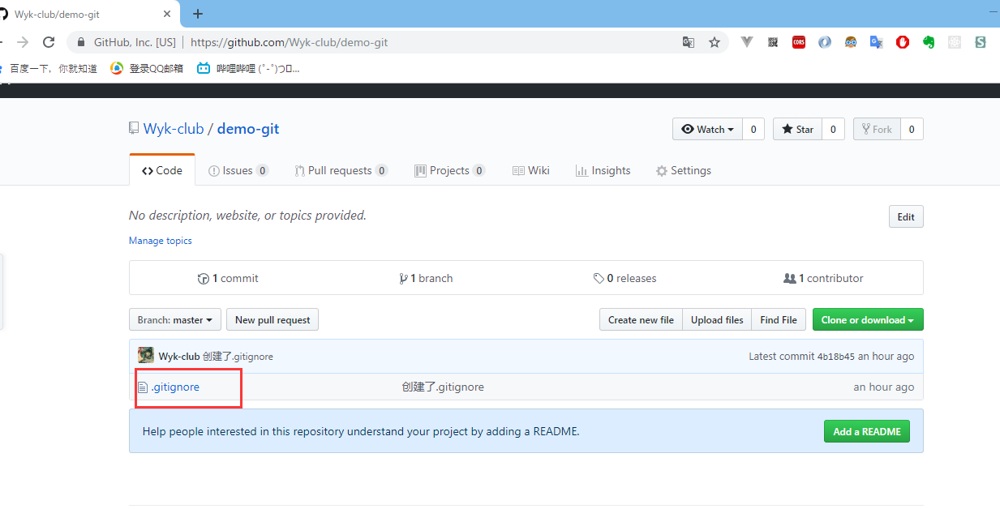 Wyk-club/demo-git
GitHub, Inc. [US] | https://github.com/Wyk-club/demo-git
CORS
百度一下，你就知道 登录QQ邮箱 哔哩哔哩 (゜-゜)つ
Wyk-club / demo-git
Watch 0 Star 0 Fork 0
Code Issues 0 Pull requests 0 Projects 0 Wiki Insights Settings
No description, website, or topics provided.
Edit
Manage topics
1 commit 1 branch 0 releases 1 contributor
Branch: master New pull request Create new file Upload files Find File Clone or download
Wyk-club 创建了.gitignore Latest commit 4b18b45 an hour ago
.gitignore 创建了.gitignore an hour ago
Help people interested in this repository understand your project by adding a README. Add a README